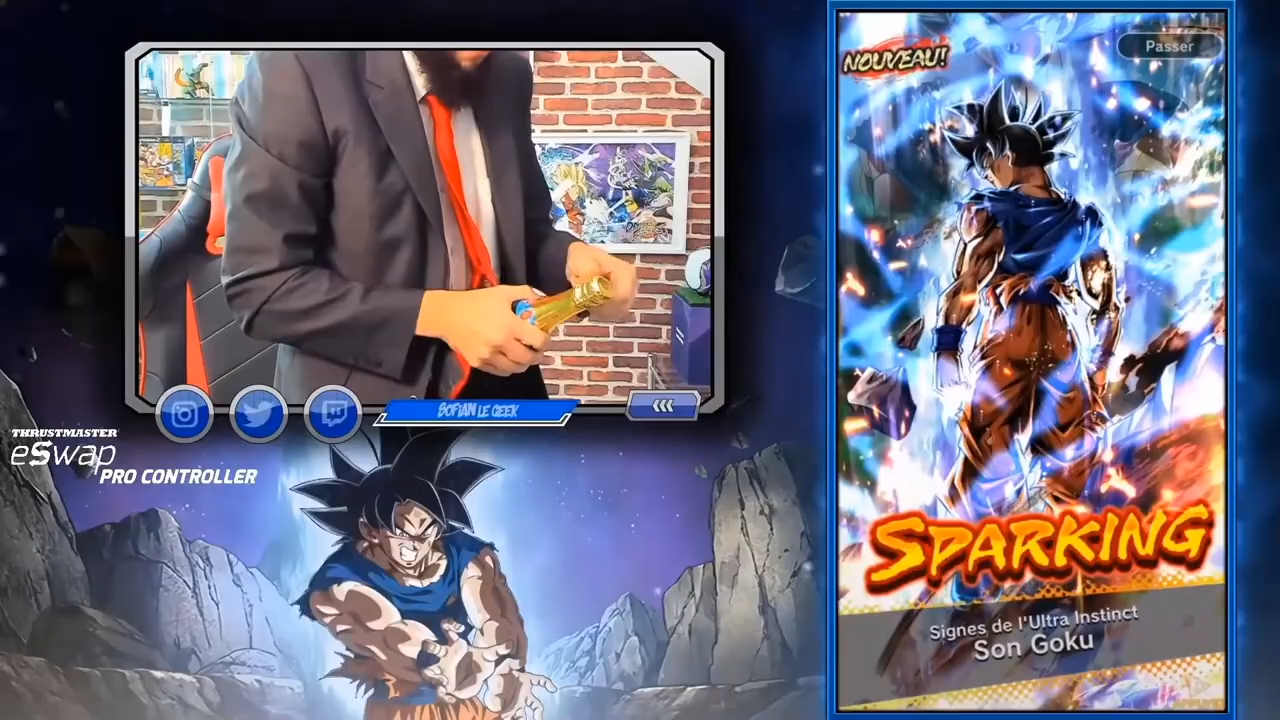 SOFIAN LE GEEK
THRUSTMASTER
eSwap
PRO CONTROLLER
NOUVEAU!
Passer
SPARKING
Signes de l'Ultra Instinct
Son Goku